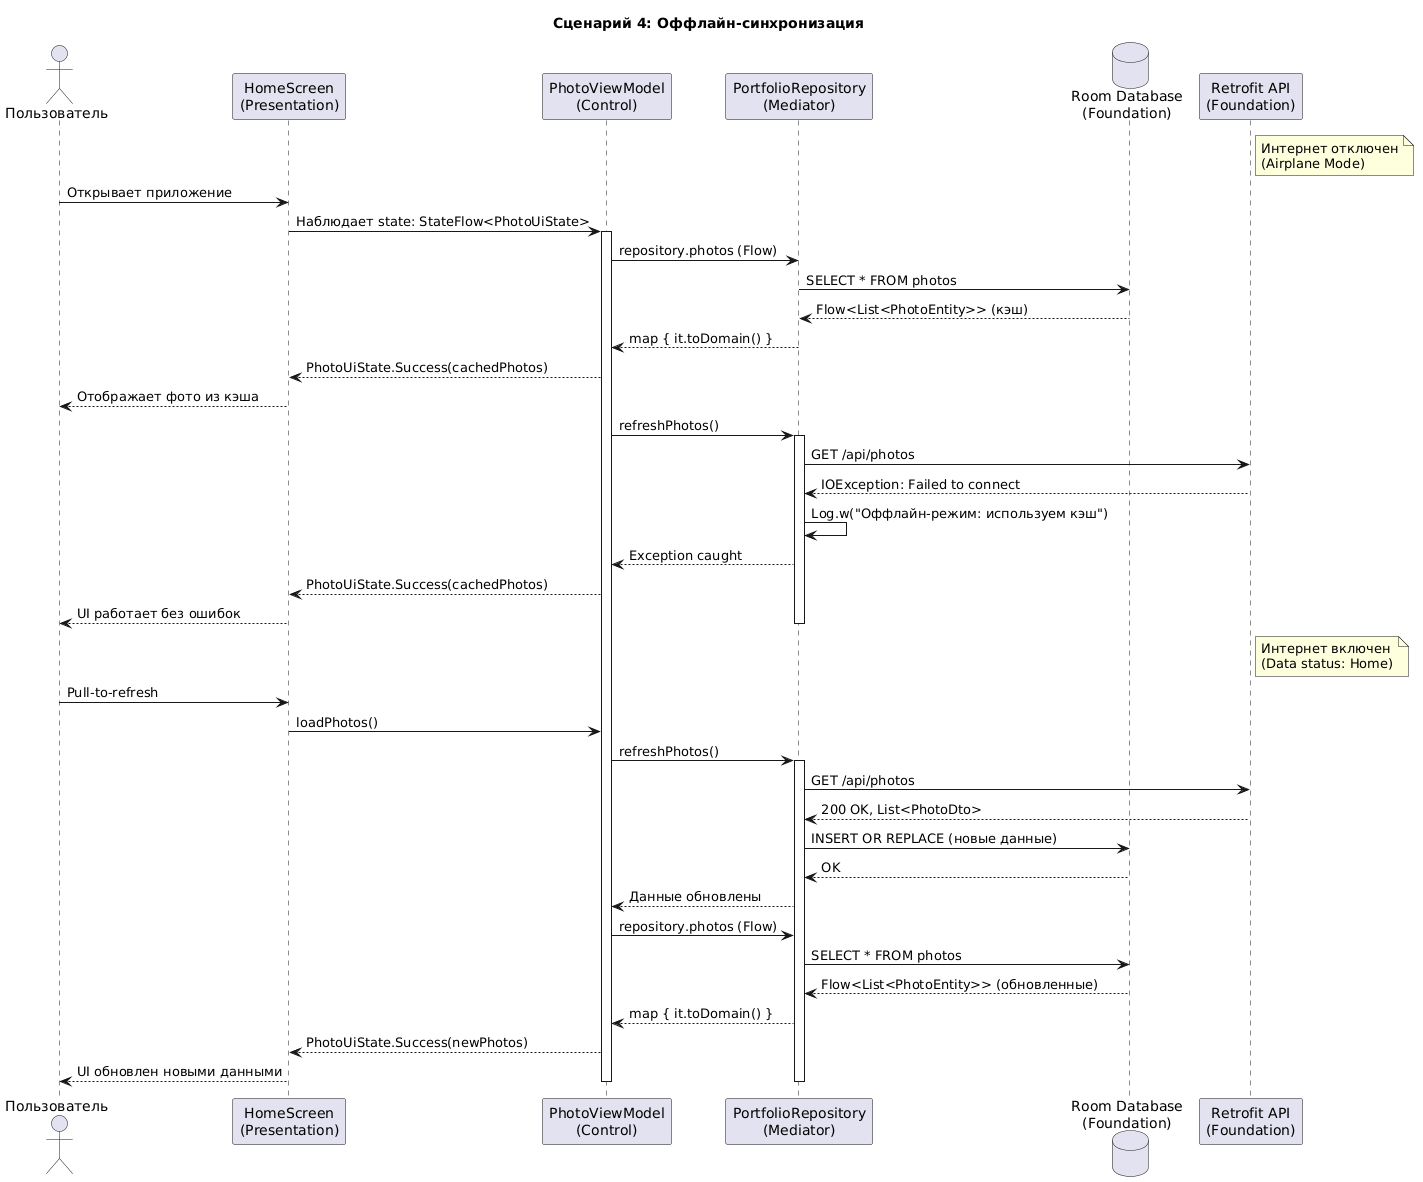 Сценарий 4: Оффлайн-синхронизация
Пользователь
HomeScreen
(Presentation)
PhotoViewModel
(Control)
PortfolioRepository
(Mediator)
Room Database
(Foundation)
Retrofit API
(Foundation)
Интернет отключен
(Airplane Mode)
Открывает приложение
Наблюдает state: StateFlow<PhotoUiState>
repository.photos (Flow)
SELECT * FROM photos
Flow<List<PhotoEntity>> (кэш)
map { it.toDomain() }
PhotoUiState.Success(cachedPhotos)
Отображает фото из кэша
refreshPhotos()
GET /api/photos
IOException: Failed to connect
Log.w("Оффлайн-режим: используем кэш")
Exception caught
PhotoUiState.Success(cachedPhotos)
UI работает без ошибок
Интернет включен
(Data status: Home)
Pull-to-refresh
loadPhotos()
refreshPhotos()
GET /api/photos
200 OK, List<PhotoDto>
INSERT OR REPLACE (новые данные)
OK
Данные обновлены
repository.photos (Flow)
SELECT * FROM photos
Flow<List<PhotoEntity>> (обновленные)
map { it.toDomain() }
PhotoUiState.Success(newPhotos)
UI обновлен новыми данными
Пользователь
HomeScreen
(Presentation)
PhotoViewModel
(Control)
PortfolioRepository
(Mediator)
Room Database
(Foundation)
Retrofit API
(Foundation)